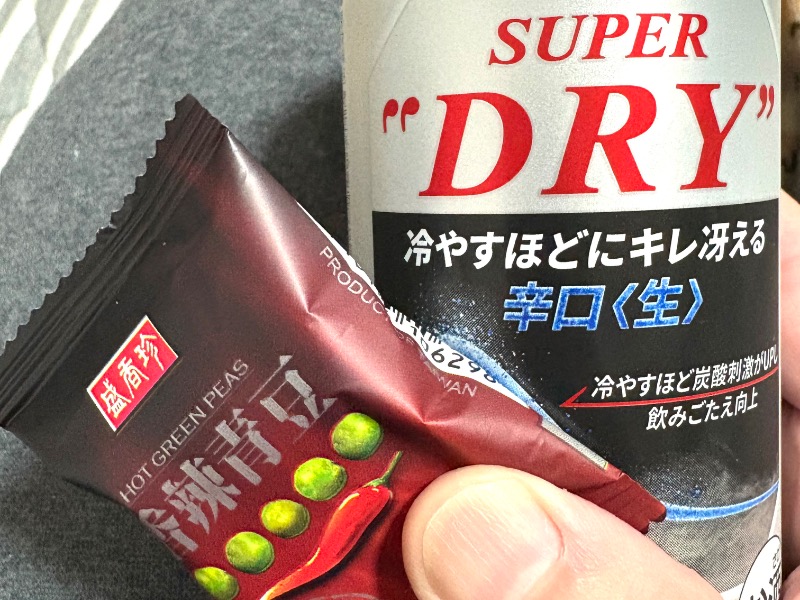 SUPER
“DRY”
冷やすほどにキレ冴える
辛口〈生〉
冷やすほど炭酸刺激がUP
飲みごたえ向上
盛香珍
HOT GREEN PEAS
香辣青豆